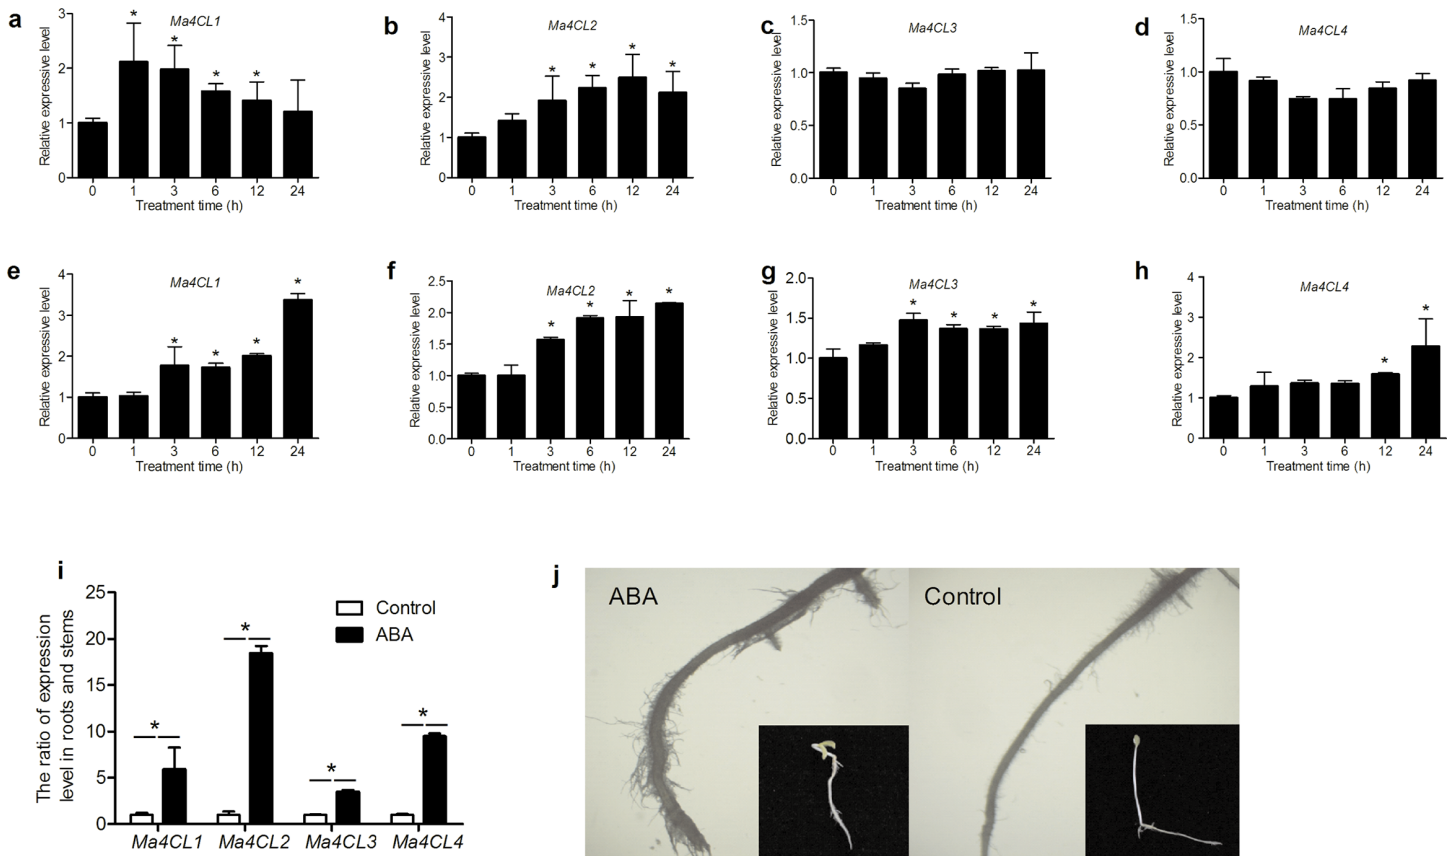 a
Ma4CL1
Relative expressive level
3
2
1
0
*
*
*
*
0 1 3 6 12 24
Treatment time (h)
b
Ma4CL2
Relative expressive level
4
3
2
1
0
*
*
*
*
0 1 3 6 12 24
Treatment time (h)
c
Ma4CL3
Relative expressive level
1.5
1.0
0.5
0.0
0 1 3 6 12 24
Treatment time (h)
d
Ma4CL4
Relative expressive level
1.5
1.0
0.5
0.0
0 1 3 6 12 24
Treatment time (h)
e
Ma4CL1
Relative expressive level
4
3
2
1
0
*
*
*
*
0 1 3 6 12 24
Treatment time (h)
f
Ma4CL2
Relative expressive level
2.5
2.0
1.5
1.0
0.5
0.0
*
*
*
*
0 1 3 6 12 24
Treatment time (h)
g
Ma4CL3
Relative expressive level
2.0
1.5
1.0
0.5
0.0
*
*
*
*
0 1 3 6 12 24
Treatment time (h)
h
Ma4CL4
Relative expressive level
4
3
2
1
0
*
*
0 1 3 6 12 24
Treatment time (h)
i
The ratio of expression
level in roots and stems
25
20
15
10
5
0
Control
ABA
*
*
*
*
Ma4CL1 Ma4CL2 Ma4CL3 Ma4CL4
j
ABA
Control